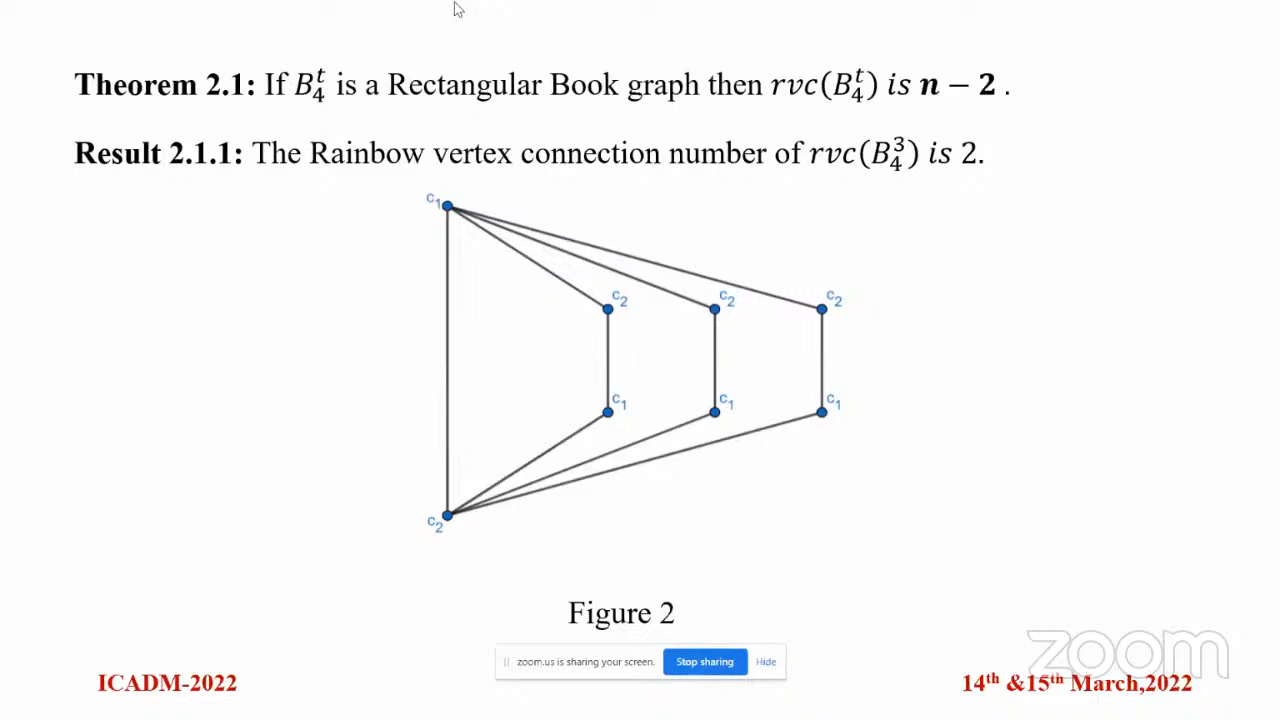 Theorem 2.1: If B₄ᵗ is a Rectangular Book graph then rvc(B₄ᵗ) is n − 2 .
Result 2.1.1: The Rainbow vertex connection number of rvc(B₄³) is 2.
c₁
c₂ c₂ c₂
c₁ c₁ c₁
c₂
Figure 2
zoom.us is sharing your screen. Stop sharing Hide
zoom
ICADM-2022 14th &15th March,2022